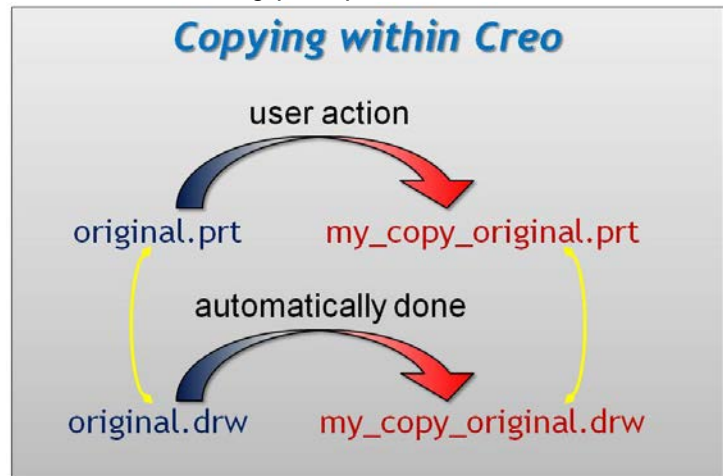 Copying within Creo
user action
original.prt my_copy_original.prt
automatically done
original.drw my_copy_original.drw